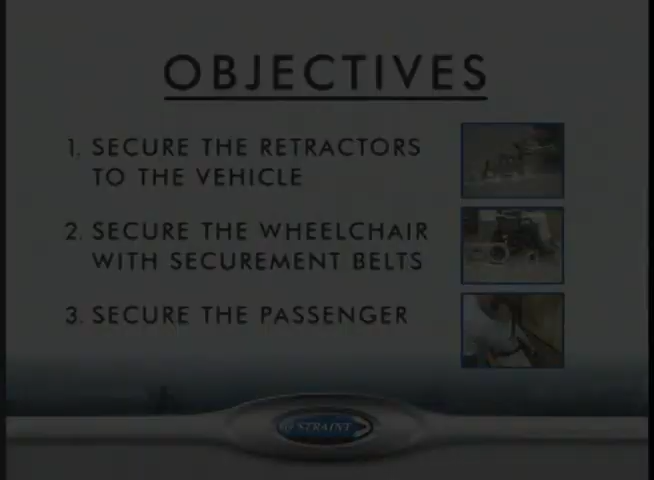 OBJECTIVES
1. SECURE THE RETRACTORS
TO THE VEHICLE
2. SECURE THE WHEELCHAIR
WITH SECUREMENT BELTS
3. SECURE THE PASSENGER
STRAINT